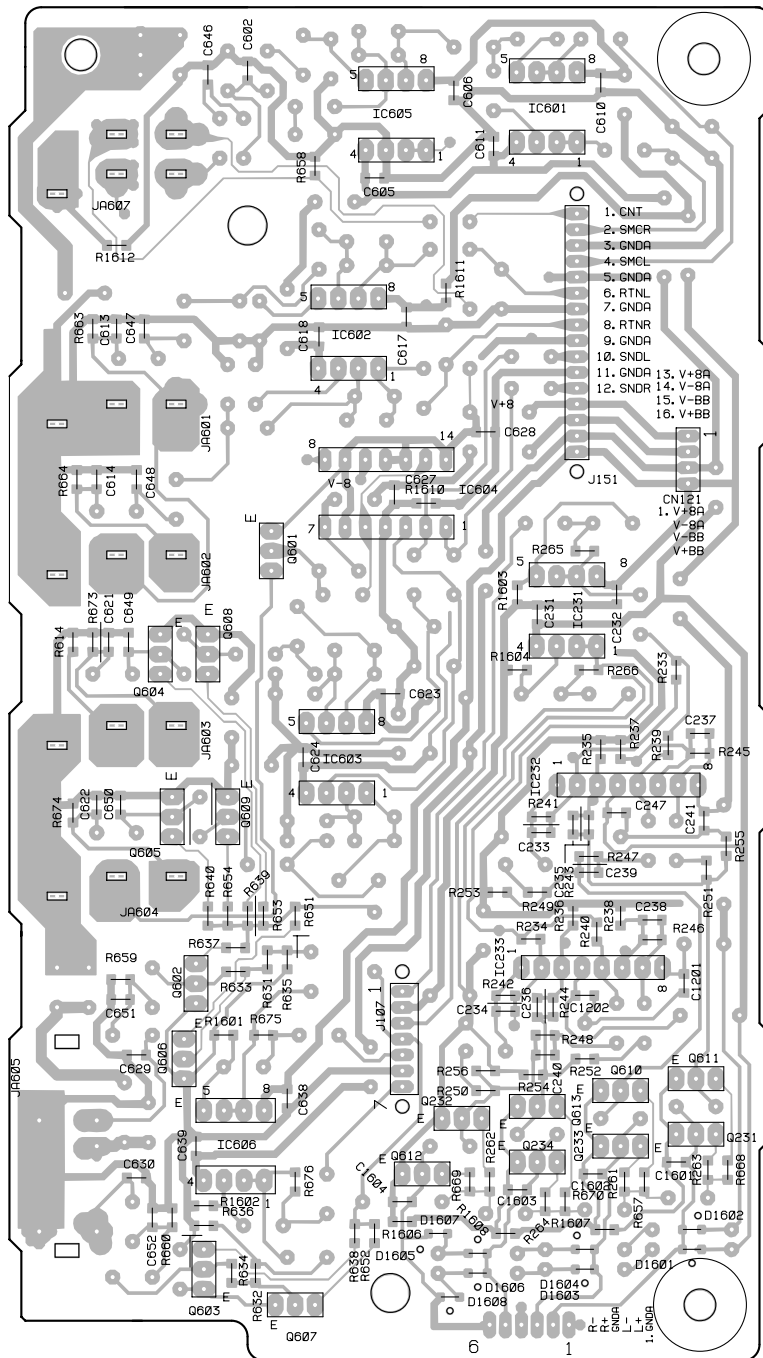 C646
C602
5
8
IC605
C606
5
8
IC601
C610
C611
4
1
4
1
C605
R658
JA607
R1612
1. CNT
2. SMCR
3. GNDA
4. SMCL
5. GNDA
6. RTNL
7. GNDA
8. RTNR
9. GNDA
10. SNDL
11. GNDA
12. SNDR
13. V+8A
14. V-8A
15. V-BB
16. V+BB
R1611
5
8
IC602
C618
C617
4
1
R663
C613
C647
JA601
V+8
C628
J151
1
CN121
1. V+8A
V-8A
V-BB
V+BB
8
14
V-8
C627
R1610
IC604
7
1
R664
C614
C648
JA602
E
Q601
R265
5
8
R1603
C231
IC231
C232
4
1
R1604
R266
R233
R614
R673
C621
C649
E
E
Q608
Q604
C623
5
8
C624
IC603
4
1
JA603
R235
R237
R239
C237
R245
IC232
1
8
R241
C247
C241
C233
R255
R247
C239
C235
R243
R251
R674
C622
C650
E
E
Q609
Q605
JA604
R640
R654
R639
R653
R651
R253
R249
R236
R238
C238
R234
R240
R246
IC233
1
8
R637
R633
R631
R635
R659
C651
Q602
E
R242
C234
C236
R244
C1202
C1201
J107
1
7
R1601
R675
Q606
E
C629
JA605
R248
R256
R250
C240
R252
R254
E
Q610
E
Q611
5
8
C638
IC606
C639
4
1
Q232
E
R262
E
Q613
E
Q234
E
Q233
E
Q231
C630
R676
R1602
R636
C1604
E
Q612
R669
C1603
C1602
R670
R261
R657
C1601
R263
R668
C652
R660
R638
R652
R1606
D1607
R1608
R264
R1607
D1602
D1605
D1601
E
Q603
R634
R632
E
Q607
D1606
D1608
D1604
D1603
6
1
R-
R+
GNDA
L-
L+
1. GNDA